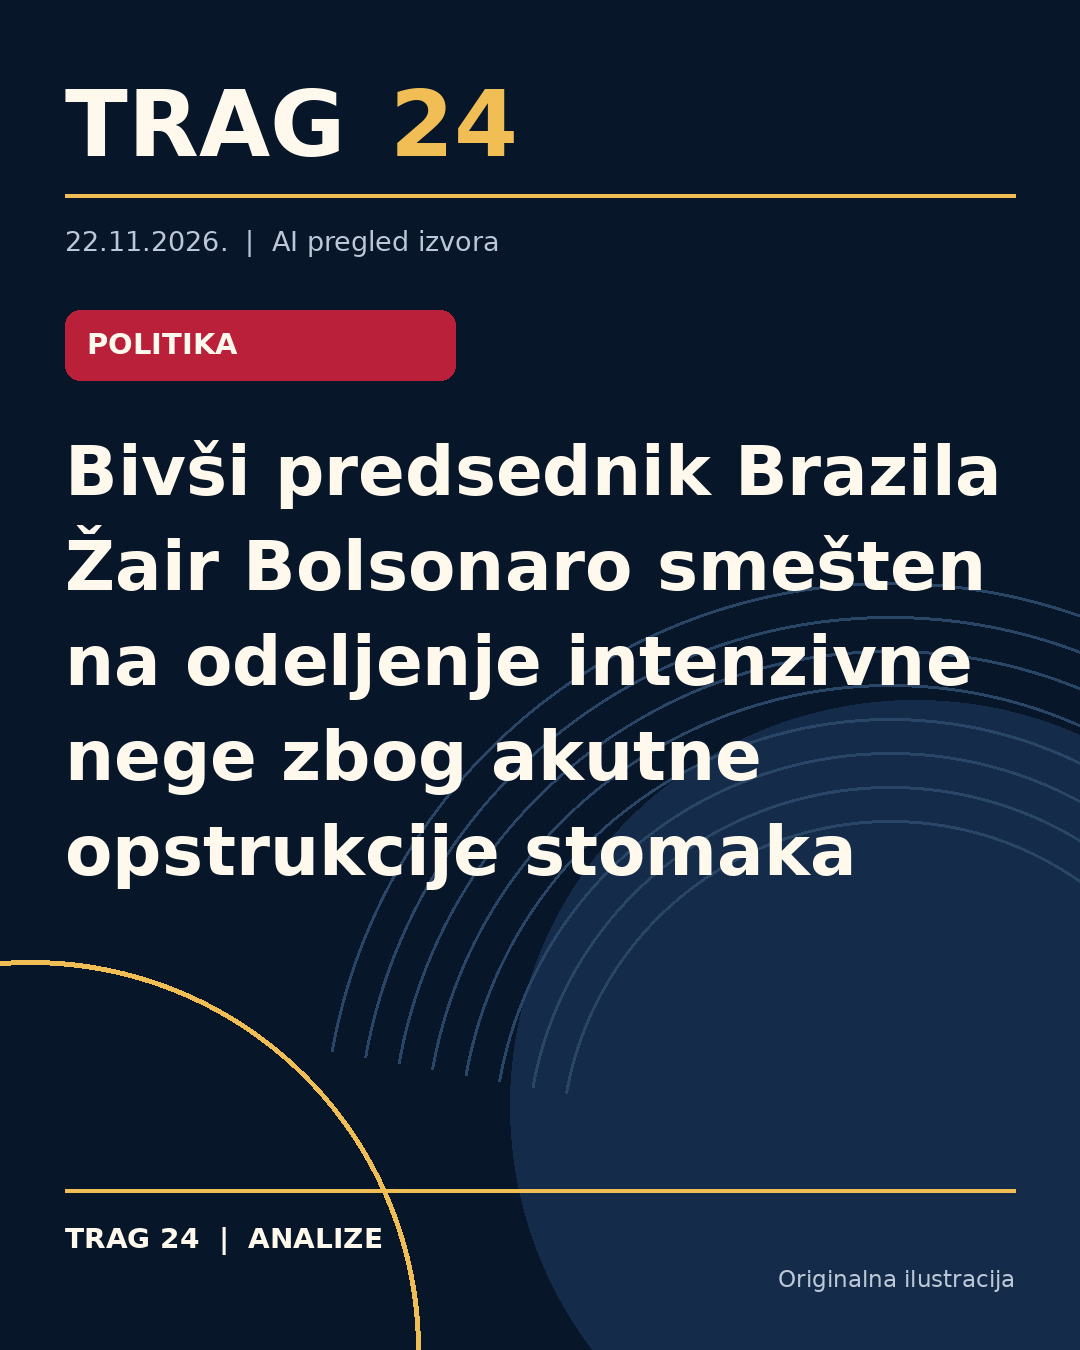 TRAG 24
22.11.2026. | AI pregled izvora
POLITIKA
Bivši predsednik Brazila
Žair Bolsonaro smešten
na odeljenje intenzivne
nege zbog akutne
opstrukcije stomaka
TRAG 24 | ANALIZE
Originalna ilustracija